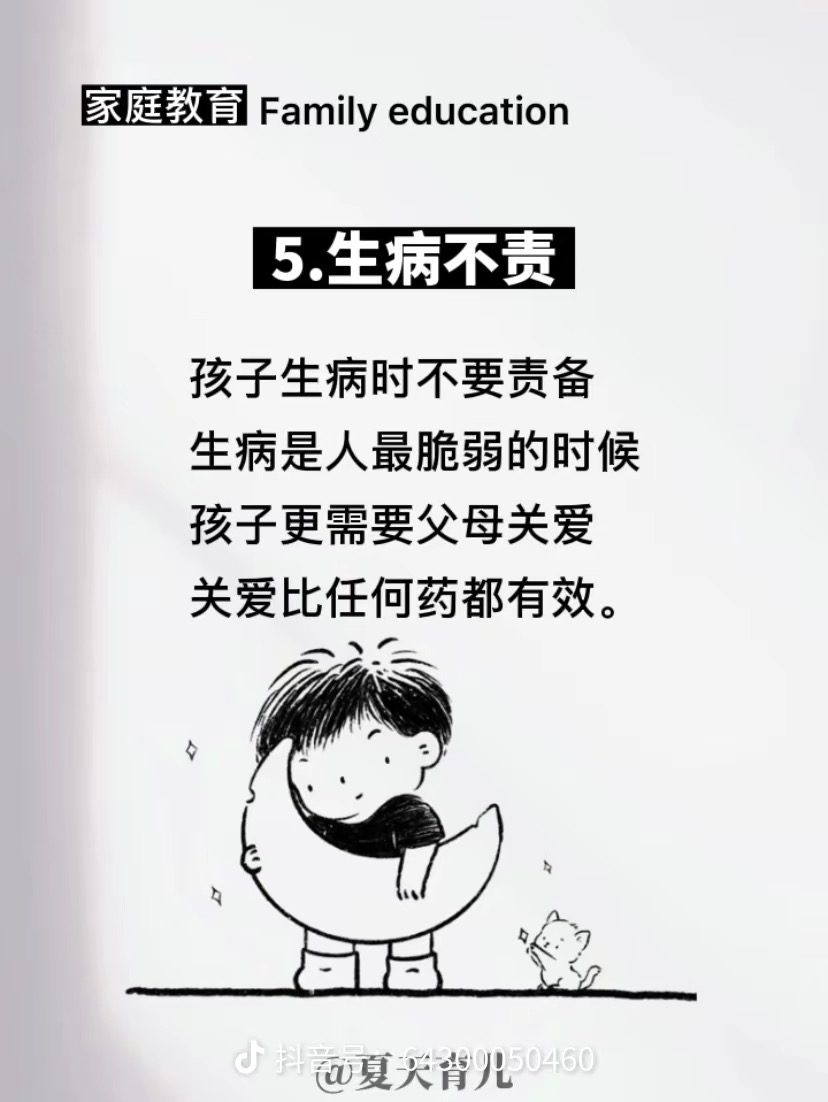 家庭教育 Family education
5.生病不责
孩子生病时不要责备
生病是人最脆弱的时候
孩子更需要父母关爱
关爱比任何药都有效。
抖音号：64300050460
@夏天育儿